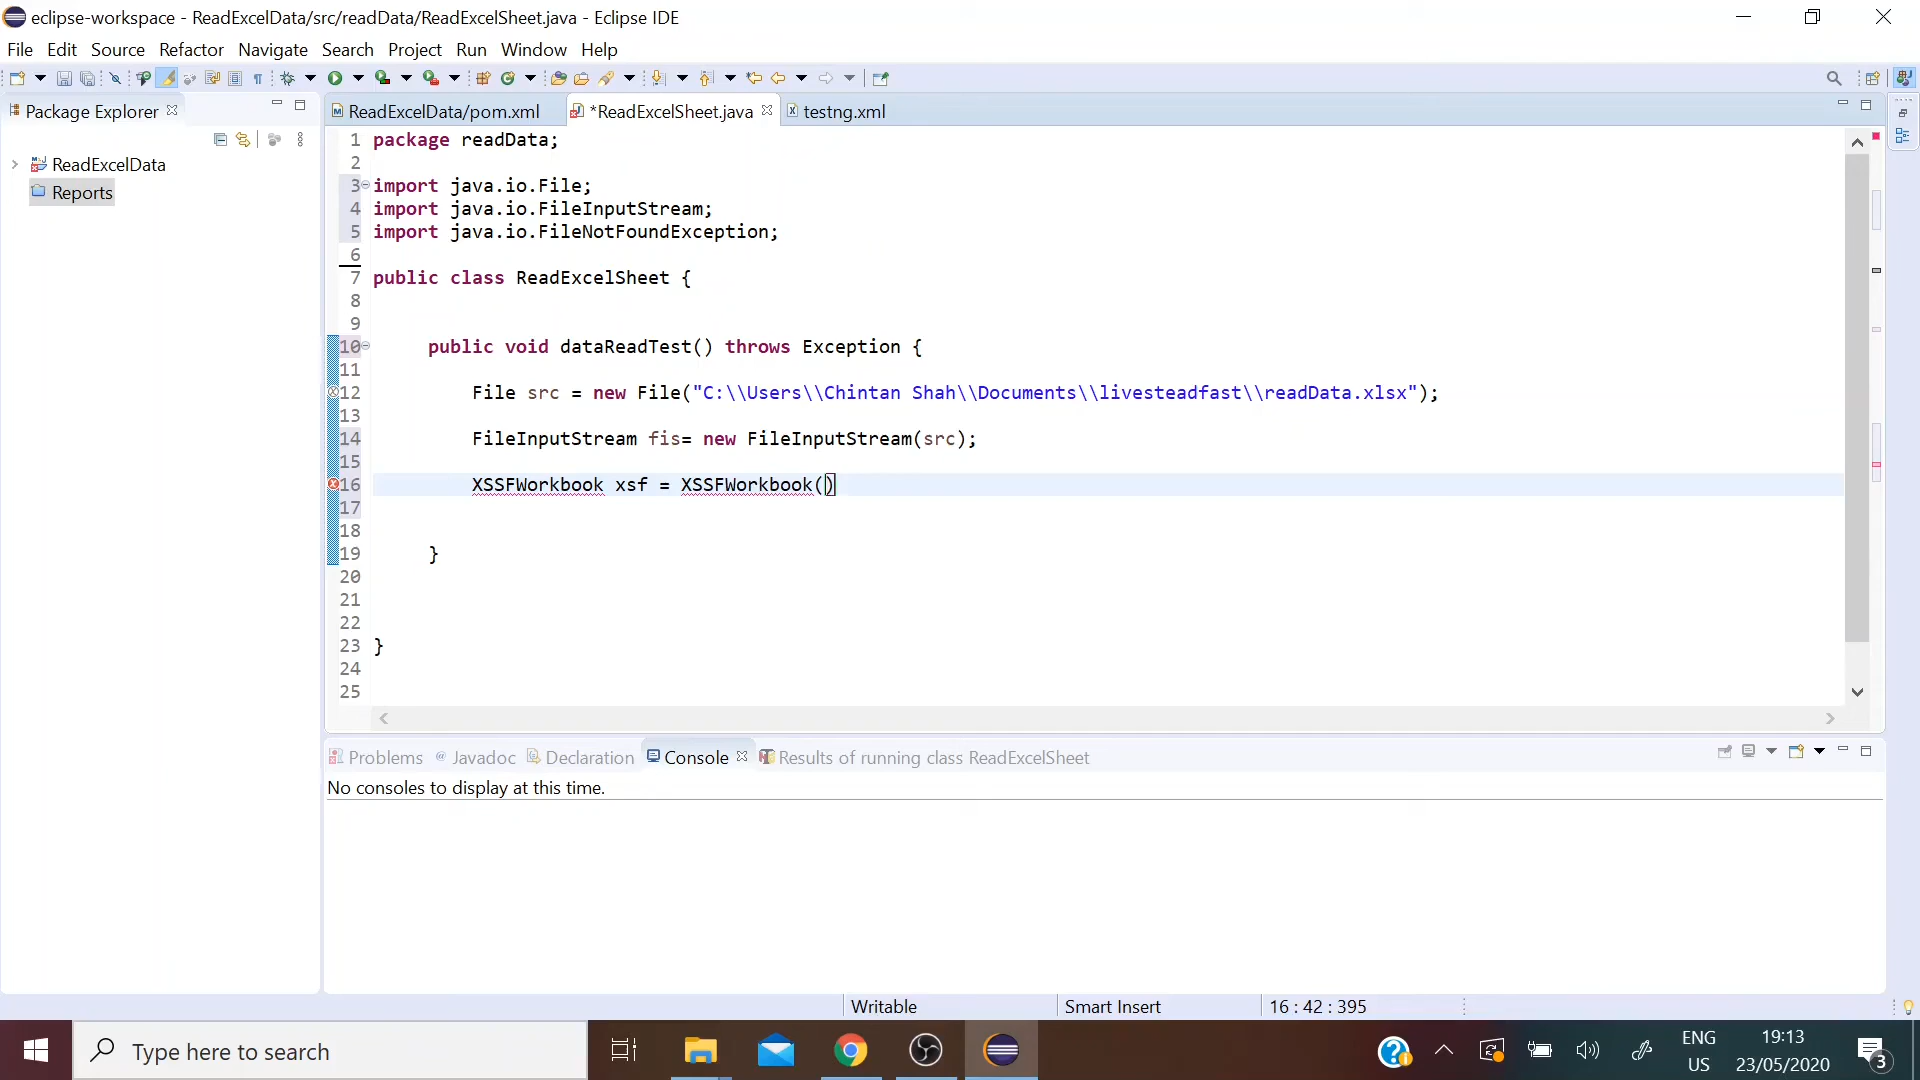 eclipse-workspace - ReadExcelData/src/readData/ReadExcelSheet.java - Eclipse IDE
File Edit Source Refactor Navigate Search Project Run Window Help
Package Explorer
ReadExcelData/pom.xml *ReadExcelSheet.java testng.xml
ReadExcelData
Reports
1 package readData;
2
3 import java.io.File;
4 import java.io.FileInputStream;
5 import java.io.FileNotFoundException;
6
7 public class ReadExcelSheet {
8
9
10 public void dataReadTest() throws Exception {
11
12 File src = new File("C:\\Users\\Chintan Shah\\Documents\\livesteadfast\\readData.xlsx");
13
14 FileInputStream fis= new FileInputStream(src);
15
16 XSSFWorkbook xsf = XSSFWorkbook()
17
18
19 }
20
21
22
23 }
24
25
Problems @ Javadoc Declaration Console Results of running class ReadExcelSheet
No consoles to display at this time.
Writable Smart Insert 16 : 42 : 395
Type here to search
ENG
US
19:13
23/05/2020
3